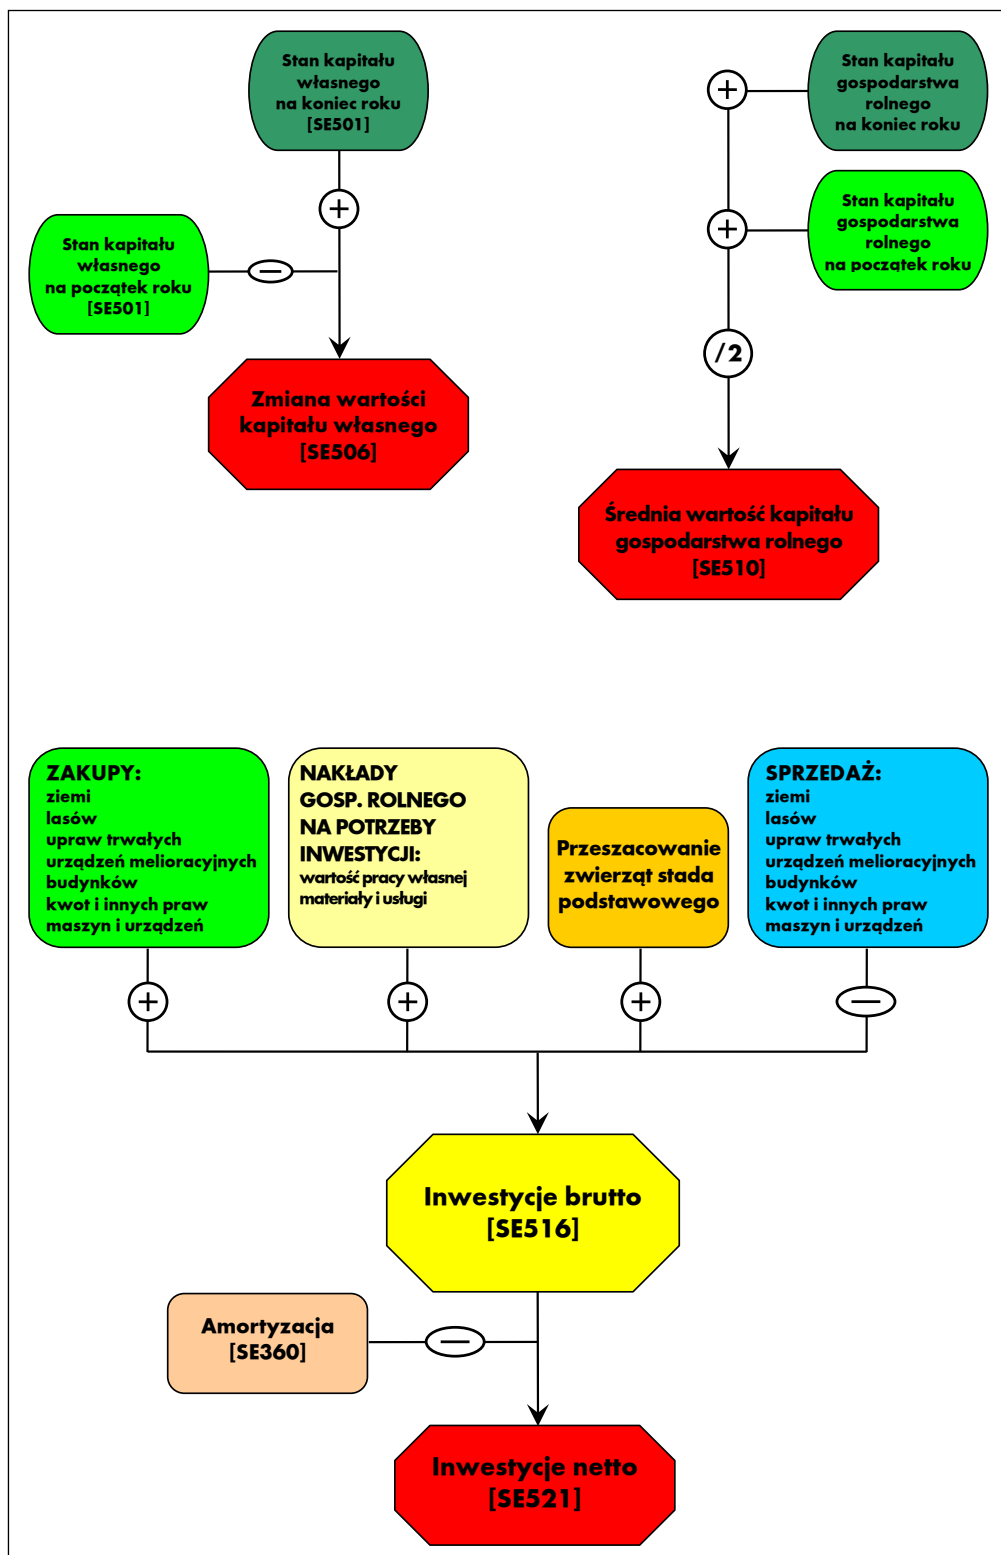 Stan kapitału
własnego
na koniec roku
[SE501]
+
Stan kapitału
własnego
na początek roku
[SE501]
−
Zmiana wartości
kapitału własnego
[SE506]
Stan kapitału
gospodarstwa
rolnego
na koniec roku
+
Stan kapitału
gospodarstwa
rolnego
na początek roku
+
/2
Średnia wartość kapitału
gospodarstwa rolnego
[SE510]
ZAKUPY:
ziemi
lasów
upraw trwałych
urządzeń melioracyjnych
budynków
kwot i innych praw
maszyn i urządzeń
NAKŁADY
GOSP. ROLNEGO
NA POTRZEBY
INWESTYCJI:
wartość pracy własnej
materiały i usługi
Przeszacowanie
zwierząt stada
podstawowego
SPRZEDAŻ:
ziemi
lasów
upraw trwałych
urządzeń melioracyjnych
budynków
kwot i innych praw
maszyn i urządzeń
+
+
+
−
Inwestycje brutto
[SE516]
Amortyzacja
[SE360]
−
Inwestycje netto
[SE521]